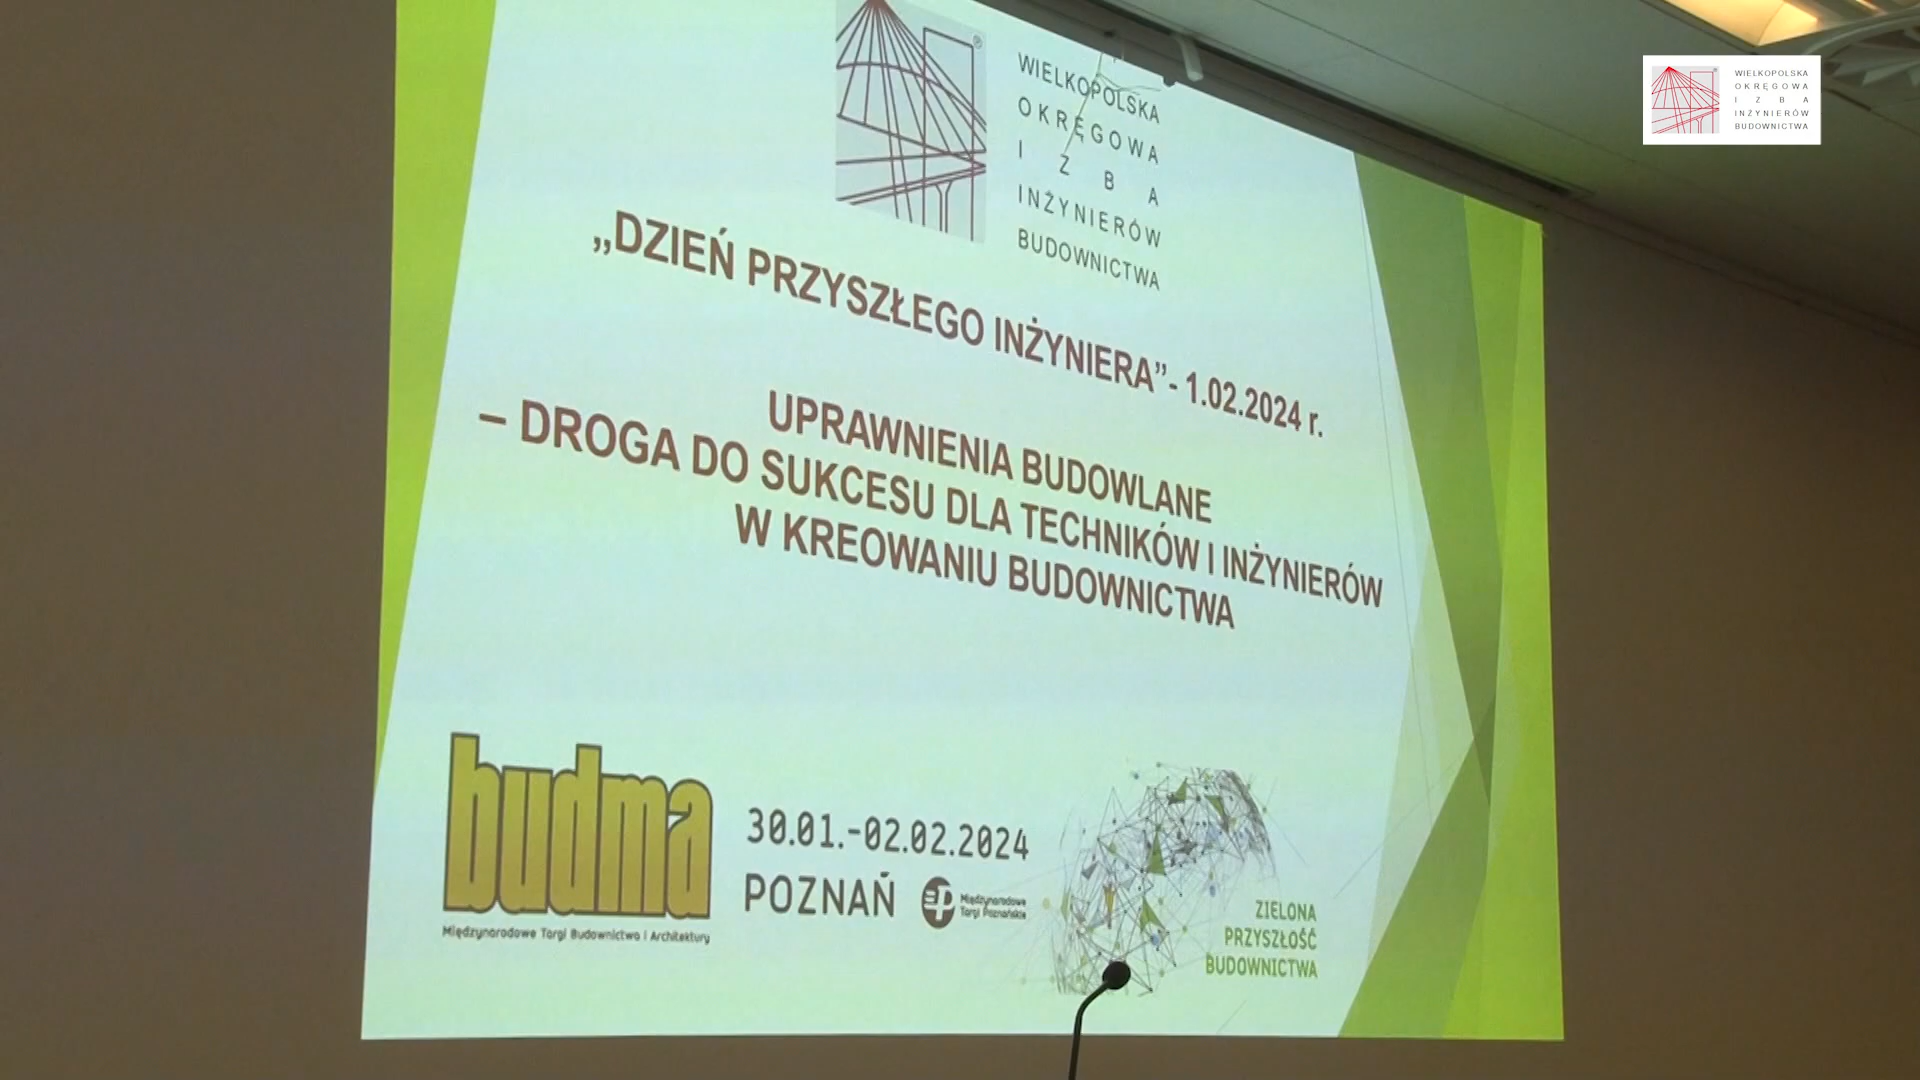 WIELKOPOLSKA
OKRĘGOWA
IZBA
INŻYNIERÓW
BUDOWNICTWA
„DZIEŃ PRZYSZŁEGO INŻYNIERA”- 1.02.2024 r.
UPRAWNIENIA BUDOWLANE
– DROGA DO SUKCESU DLA TECHNIKÓW I INŻYNIERÓW
W KREOWANIU BUDOWNICTWA
budma
Międzynarodowe Targi Budownictwa i Architektury
30.01.-02.02.2024
POZNAŃ
Międzynarodowe
Targi Poznańskie
ZIELONA
PRZYSZŁOŚĆ
BUDOWNICTWA
WIELKOPOLSKA
OKRĘGOWA
IZBA
INŻYNIERÓW
BUDOWNICTWA